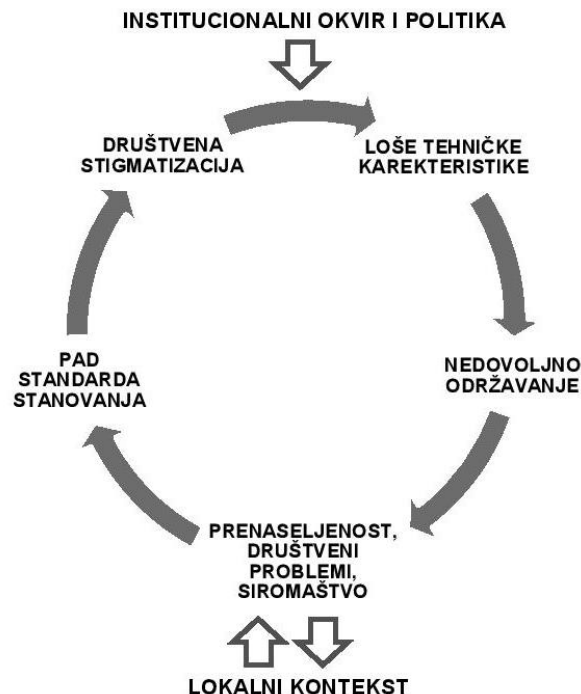 INSTITUCIONALNI OKVIR I POLITIKA
DRUŠTVENA
STIGMATIZACIJA
LOŠE TEHNIČKE
KAREKTERISTIKE
PAD
STANDARDA
STANOVANJA
NEDOVOLJNO
ODRŽAVANJE
PRENASELJENOST,
DRUŠTVENI
PROBLEMI,
SIROMAŠTVO
LOKALNI KONTEKST